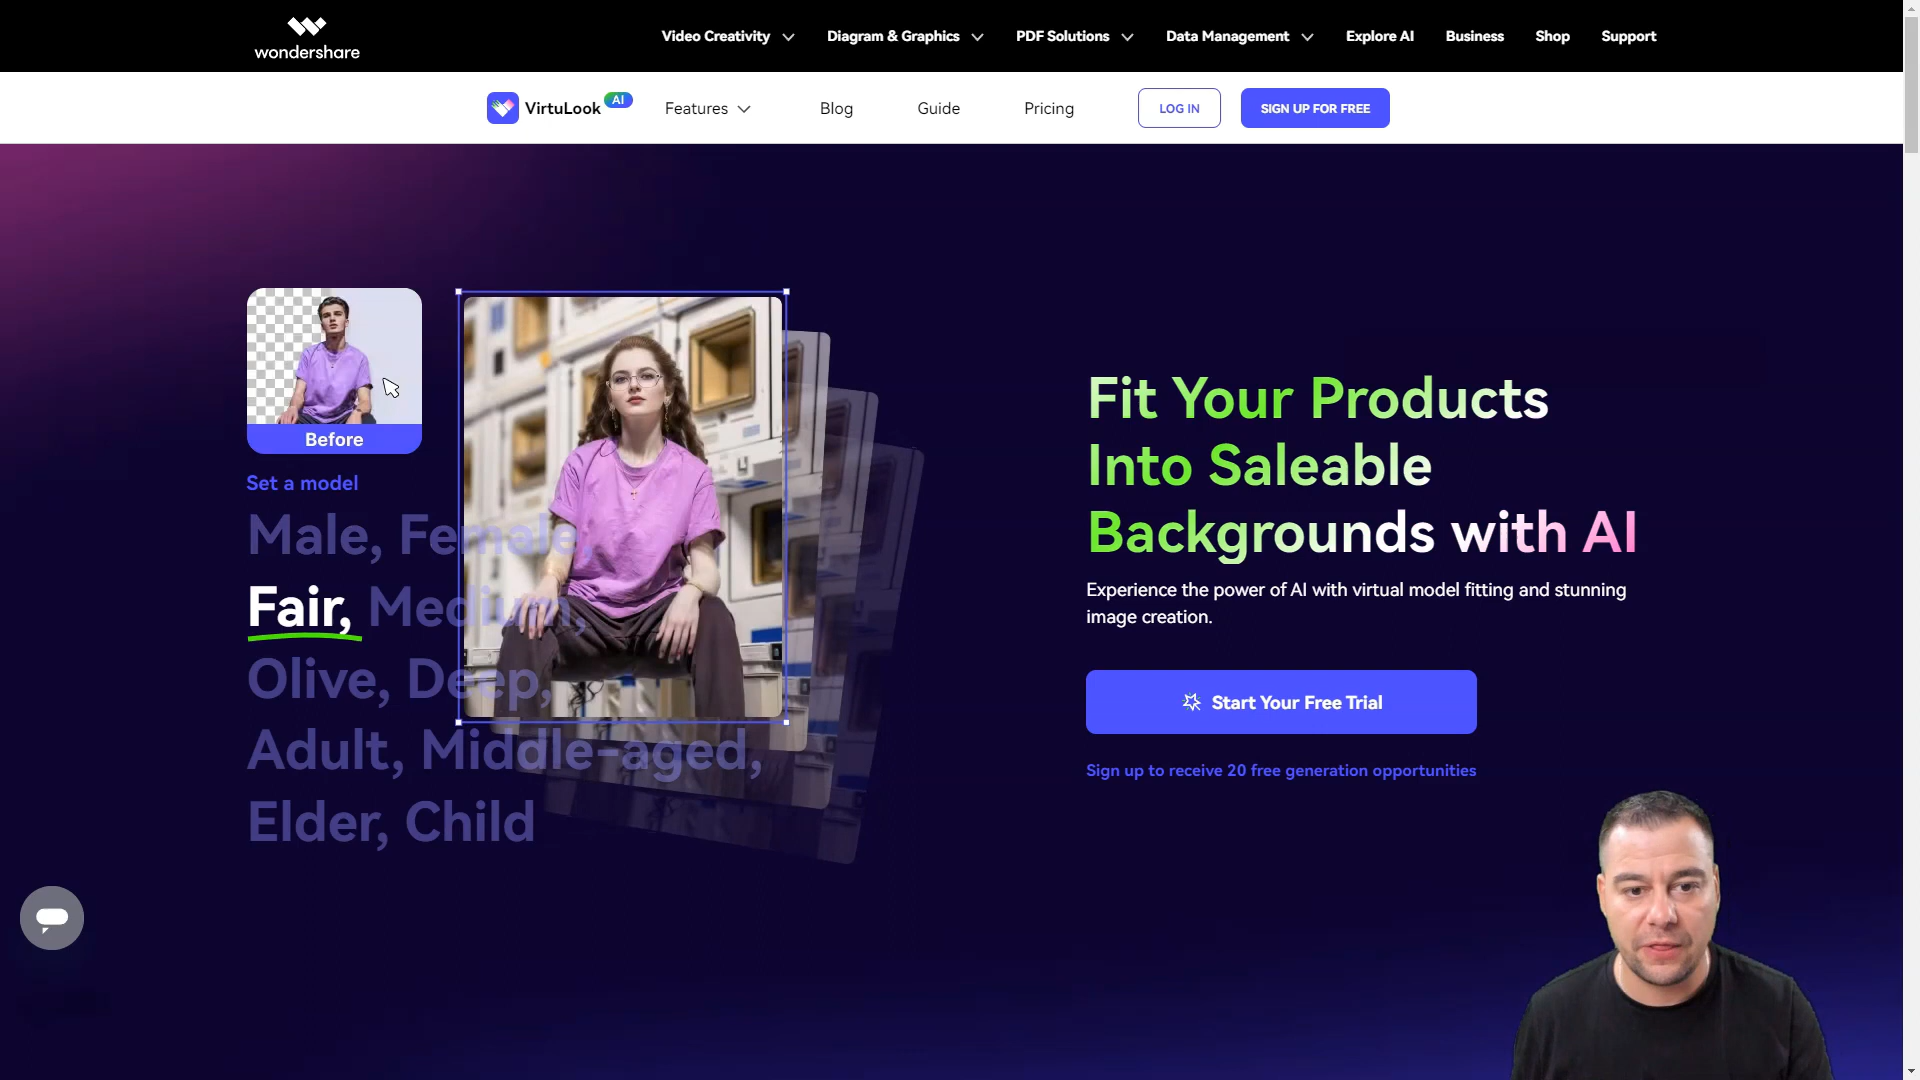 wondershare
Video Creativity
Diagram & Graphics
PDF Solutions
Data Management
Explore AI
Business
Shop
Support
VirtuLook AI
Features
Blog
Guide
Pricing
LOG IN
SIGN UP FOR FREE
Before
Set a model
Male, Female,
Fair, Medium,
Olive, Deep,
Adult, Middle-aged,
Elder, Child
Fit Your Products
Into Saleable
Backgrounds with AI
Experience the power of AI with virtual model fitting and stunning
image creation.
Start Your Free Trial
Sign up to receive 20 free generation opportunities